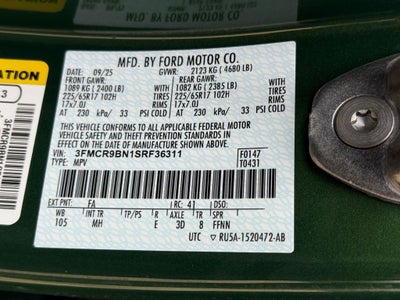 MFD. BY FORD MOTOR CO.
DATE: 09/25 GVWR: 2123 KG ( 4680 LB)
FRONT GAWR: REAR GAWR:
1089 KG ( 2400 LB) WITH 1082 KG ( 2385 LB) WITH
225/65R17 102H TIRES 225/65R17 102H TIRES
17x7.0J RIMS 17x7.0J RIMS
AT 230 kPa/ 33 PSI COLD AT 230 kPa/ 33 PSI COLD
THIS VEHICLE CONFORMS TO ALL APPLICABLE FEDERAL MOTOR
VEHICLE SAFETY AND THEFT PREVENTION STANDARDS IN
EFFECT ON THE DATE OF MANUFACTURE SHOWN ABOVE.
VIN: 3FMCR9BN1SRF36311 F0147
TYPE: MPV T0431
EXT PNT: FA RC: 41 DSO:
WB INT TR TP/PS R AXLE TR SPR
105 MH E 3D 8 FFNN
UTC RU5A-1520472-AB